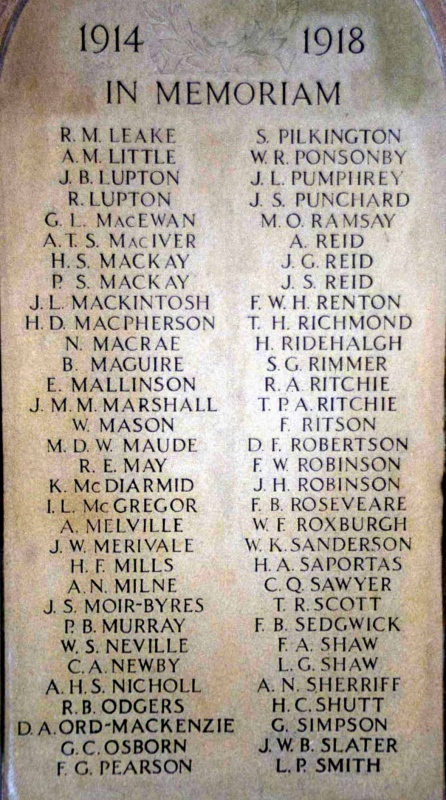 1914 1918
IN MEMORIAM
R. M. LEAKE
A. M. LITTLE
J. B. LUPTON
R. LUPTON
G. L. MacEWAN
A. T. S. MacIVER
H. S. MACKAY
P. S. MACKAY
J. L. MACKINTOSH
H. D. MACPHERSON
N. MACRAE
B. MAGUIRE
E. MALLINSON
J. M. M. MARSHALL
W. MASON
M. D. W. MAUDE
R. E. MAY
K. McDIARMID
I. L. McGREGOR
A. MELVILLE
J. W. MERIVALE
H. F. MILLS
A. N. MILNE
J. S. MOIR-BYRES
P. B. MURRAY
W. S. NEVILLE
C. A. NEWBY
A. H. S. NICHOLL
R. B. ODGERS
D. A. ORD-MACKENZIE
G. C. OSBORN
F. G. PEARSON
S. PILKINGTON
W. R. PONSONBY
J. L. PUMPHREY
J. S. PUNCHARD
M. O. RAMSAY
A. REID
J. G. REID
J. S. REID
F. W. H. RENTON
T. H. RICHMOND
H. RIDEHALGH
S. G. RIMMER
R. A. RITCHIE
T. P. A. RITCHIE
F. RITSON
D. F. ROBERTSON
F. W. ROBINSON
J. H. ROBINSON
F. B. ROSEVEARE
W. F. ROXBURGH
W. K. SANDERSON
H. A. SAPORTAS
C. Q. SAWYER
T. R. SCOTT
F. B. SEDGWICK
F. A. SHAW
L. G. SHAW
A. N. SHERRIFF
H. C. SHUTT
G. SIMPSON
J. W. B. SLATER
L. P. SMITH